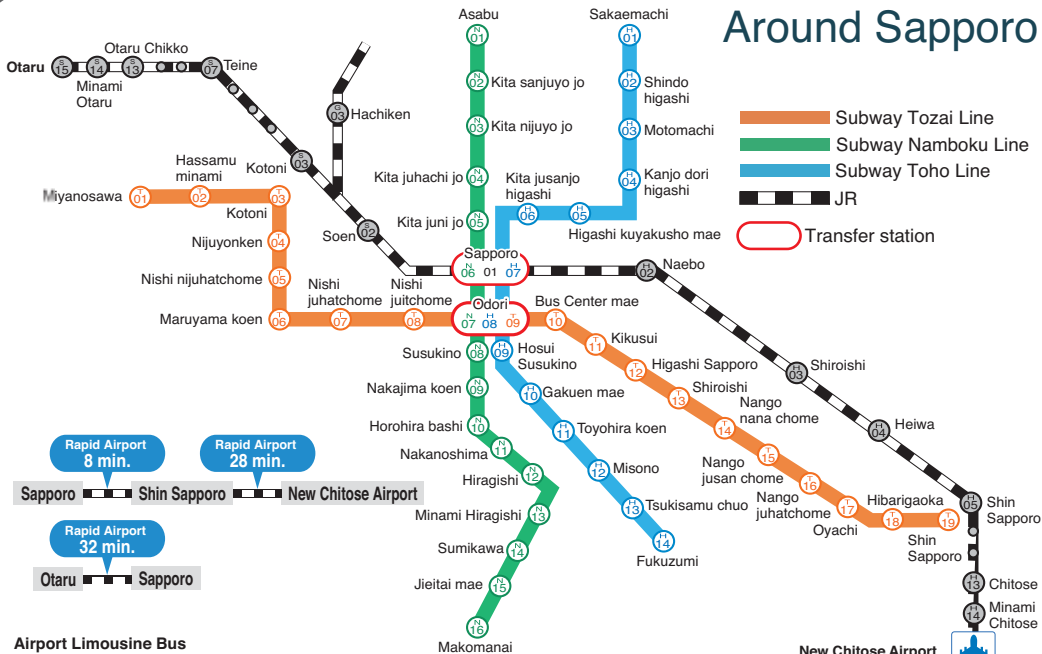 Around Sapporo
Subway Tozai Line
Subway Namboku Line
Subway Toho Line
JR
Transfer station
Otaru
S
15
S
14
Minami
Otaru
S
13
Otaru Chikko
S
07
Teine
G
03
Hachiken
Kotoni
S
03
Soen
S
02
Miyanosawa
T
01
Hassamu
minami
T
02
T
03
Kotoni
Nijuyonken
T
04
Nishi nijuhatchome
T
05
Maruyama koen
T
06
Nishi
juhatchome
T
07
Nishi
juitchome
T
08
Asabu
N
01
N
02
Kita sanjuyo jo
N
03
Kita nijuyo jo
Kita juhachi jo
N
04
Kita juni jo
N
05
Sakaemachi
H
01
H
02
Shindo
higashi
H
03
Motomachi
H
04
Kanjo dori
higashi
Kita jusanjo
higashi
H
06
H
05
Higashi kuyakusho mae
Sapporo
N
06
01
H
07
Odori
N
07
H
08
T
09
H
02
Naebo
H
03
Shiroishi
H
04
Heiwa
H
05
Shin
Sapporo
H
13
Chitose
H
14
Minami
Chitose
New Chitose Airport
Bus Center mae
T
10
T
11
Kikusui
T
12
Higashi Sapporo
T
13
Shiroishi
T
14
Nango
nana chome
T
15
Nango
jusan chome
T
16
Nango
juhatchome
T
17
Oyachi
T
18
Hibarigaoka
T
19
Shin
Sapporo
Susukino
N
08
Nakajima koen
N
09
Horohira bashi
N
10
Nakanoshima
N
11
Hiragishi
N
12
Minami Hiragishi
N
13
Sumikawa
N
14
Jieitai mae
N
15
N
16
Makomanai
H
09
Hosui
Susukino
H
10
Gakuen mae
H
11
Toyohira koen
H
12
Misono
H
13
Tsukisamu chuo
H
14
Fukuzumi
Rapid Airport
8 min.
Rapid Airport
28 min.
Sapporo
Shin Sapporo
New Chitose Airport
Rapid Airport
32 min.
Otaru
Sapporo
Airport Limousine Bus